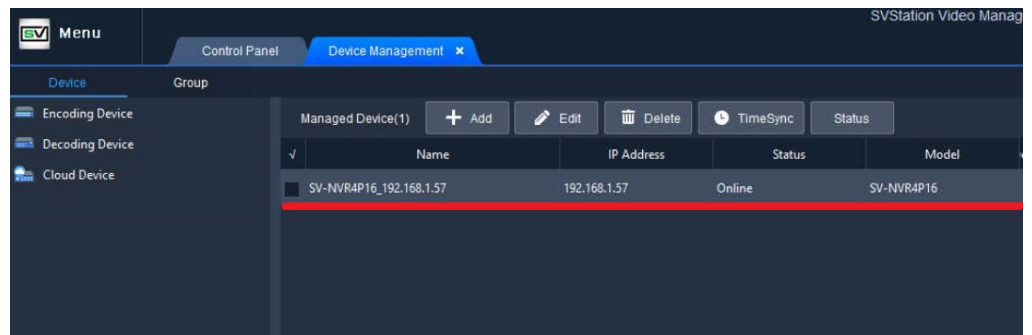 SVStation Video Manag
SV Menu
Control Panel Device Management ×
Device Group
Encoding Device
Decoding Device
Cloud Device
Managed Device(1) + Add Edit Delete TimeSync Status
√ Name IP Address Status Model
SV-NVR4P16_192.168.1.57 192.168.1.57 Online SV-NVR4P16